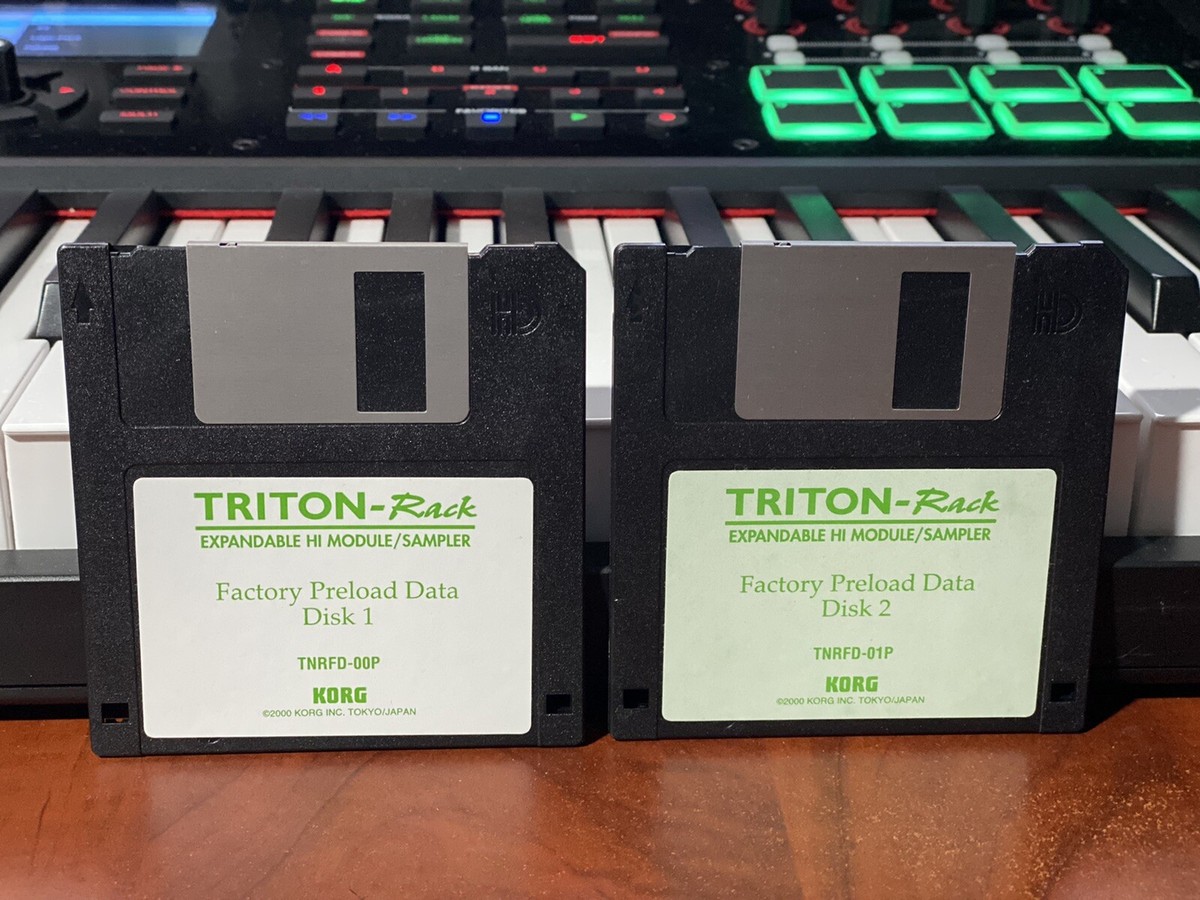 FAVORITES
HD
HD
TRITON-Rack
EXPANDABLE HI MODULE/SAMPLER
Factory Preload Data
Disk 1
TNRFD-00P
KORG
©2000 KORG INC. TOKYO/JAPAN
TRITON-Rack
EXPANDABLE HI MODULE/SAMPLER
Factory Preload Data
Disk 2
TNRFD-01P
KORG
©2000 KORG INC. TOKYO/JAPAN